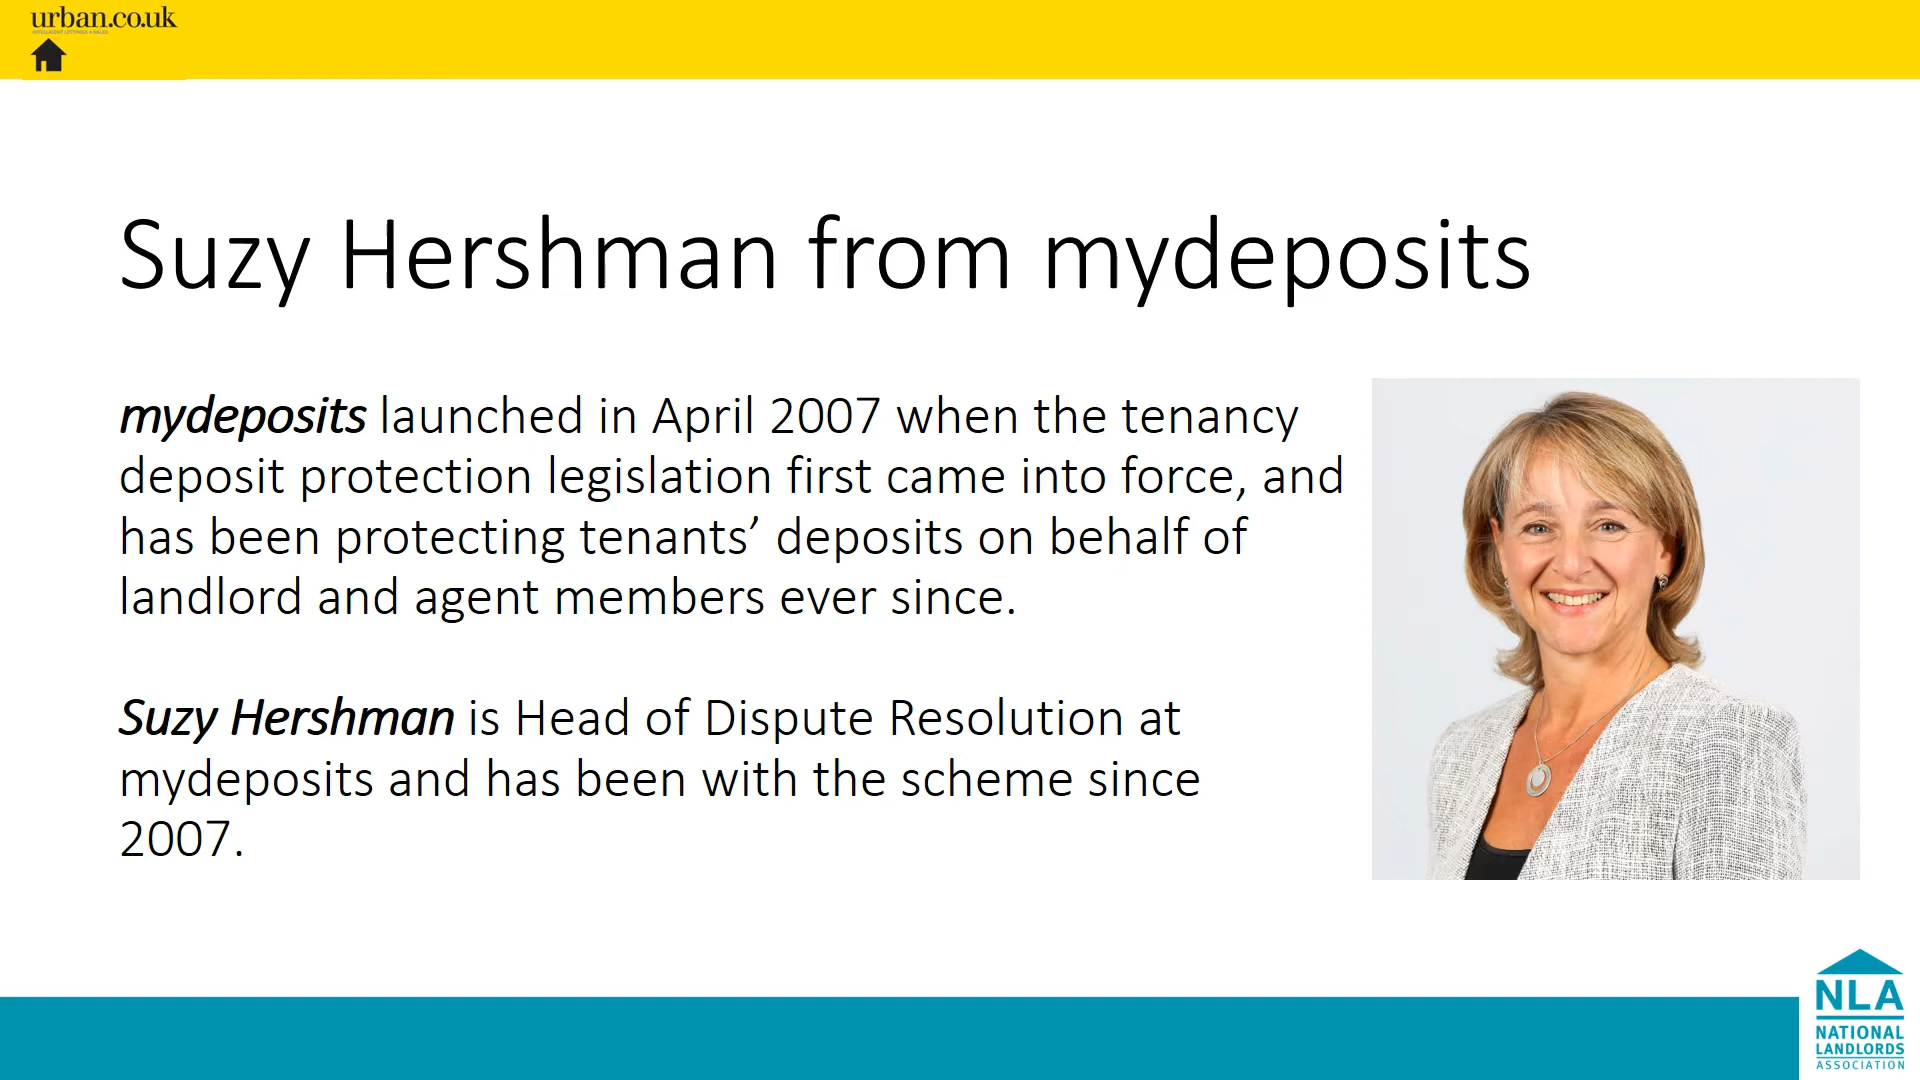 urban.co.uk
INTELLIGENT LETTINGS + SALES
Suzy Hershman from mydeposits
mydeposits launched in April 2007 when the tenancy
deposit protection legislation first came into force, and
has been protecting tenants’ deposits on behalf of
landlord and agent members ever since.
Suzy Hershman is Head of Dispute Resolution at
mydeposits and has been with the scheme since
2007.
NLA
NATIONAL
LANDLORDS
ASSOCIATION